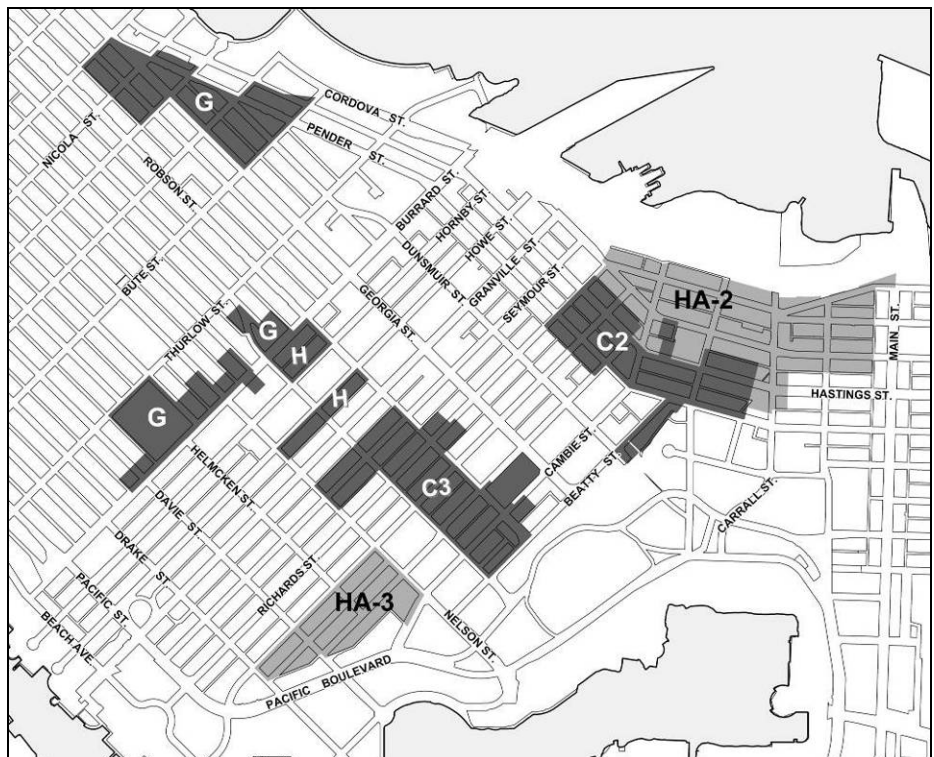 G
CORDOVA ST.
PENDER ST.
NICOLA ST.
ROBSON ST.
BURRARD ST.
HORNBY ST.
HOWE ST.
DUNSMUIR ST.
GRANVILLE ST.
SEYMOUR ST.
BUTE ST.
GEORGIA ST.
THURLOW ST.
HA-2
MAIN ST.
G
C2
H
H
HASTINGS ST.
G
CAMBIE ST.
BEATTY ST.
HELMCKEN ST.
C3
CARRALL ST.
DAVIE ST.
DRAKE ST
RICHARDS ST
PACIFIC ST.
HA-3
BEACH AVE
NELSON ST.
PACIFIC BOULEVARD